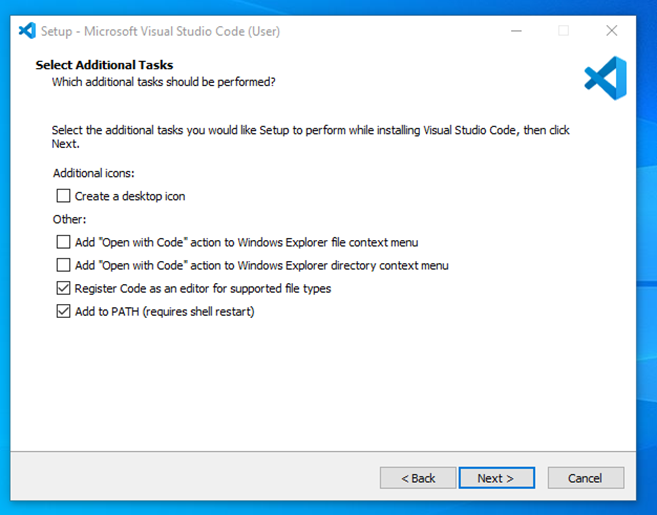 Setup - Microsoft Visual Studio Code (User)
Select Additional Tasks
Which additional tasks should be performed?
Select the additional tasks you would like Setup to perform while installing Visual Studio Code, then click
Next.
Additional icons:
Create a desktop icon
Other:
Add "Open with Code" action to Windows Explorer file context menu
Add "Open with Code" action to Windows Explorer directory context menu
Register Code as an editor for supported file types
Add to PATH (requires shell restart)
< Back Next > Cancel